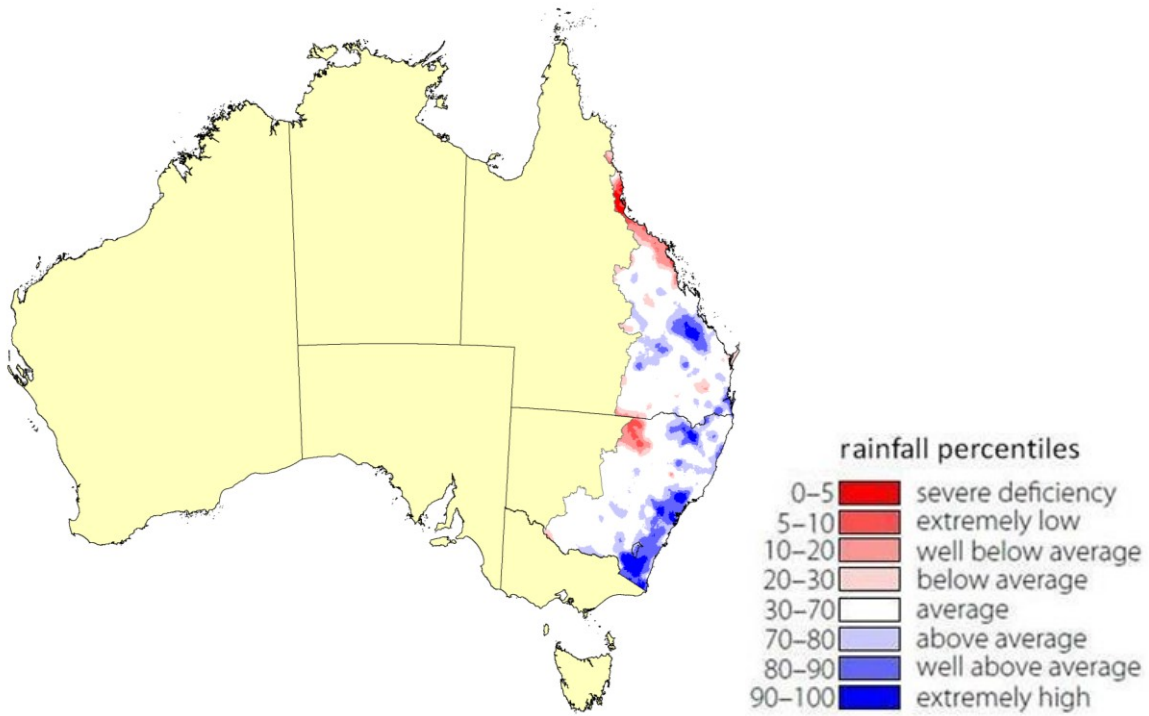 rainfall percentiles
0–5 severe deficiency
5–10 extremely low
10–20 well below average
20–30 below average
30–70 average
70–80 above average
80–90 well above average
90–100 extremely high